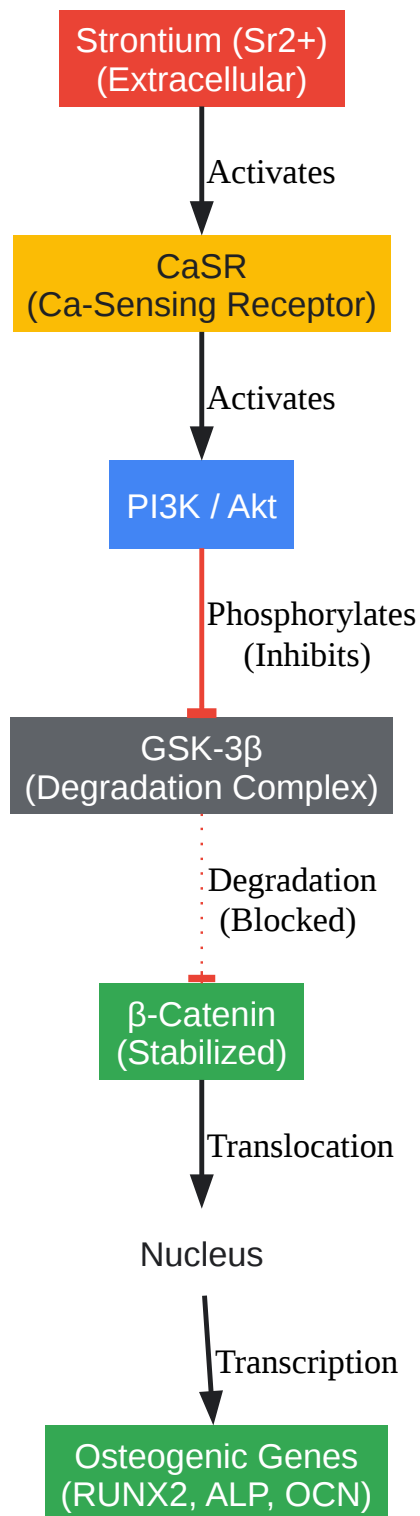 Strontium (Sr2+)
(Extracellular)
Activates
CaSR
(Ca-Sensing Receptor)
Activates
PI3K / Akt
Phosphorylates
(Inhibits)
GSK-3β
(Degradation Complex)
Degradation
(Blocked)
β-Catenin
(Stabilized)
Translocation
Nucleus
Transcription
Osteogenic Genes
(RUNX2, ALP, OCN)